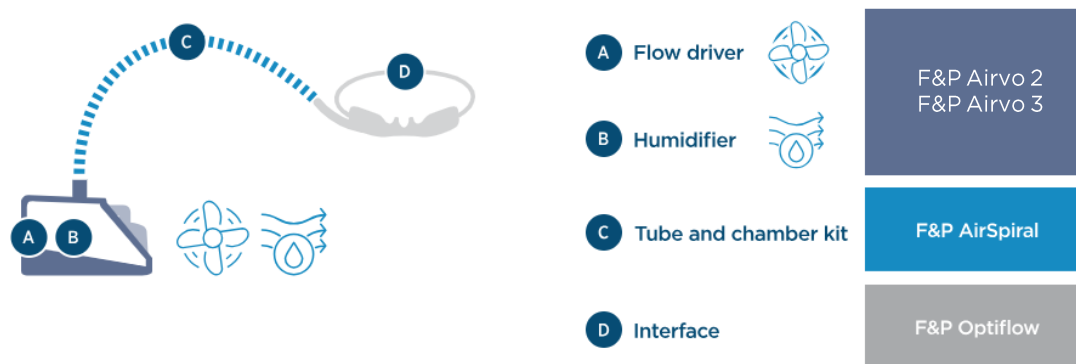 C
D
A
B
A Flow driver
F&P Airvo 2
F&P Airvo 3
B Humidifier
C Tube and chamber kit
F&P AirSpiral
D Interface
F&P Optiflow